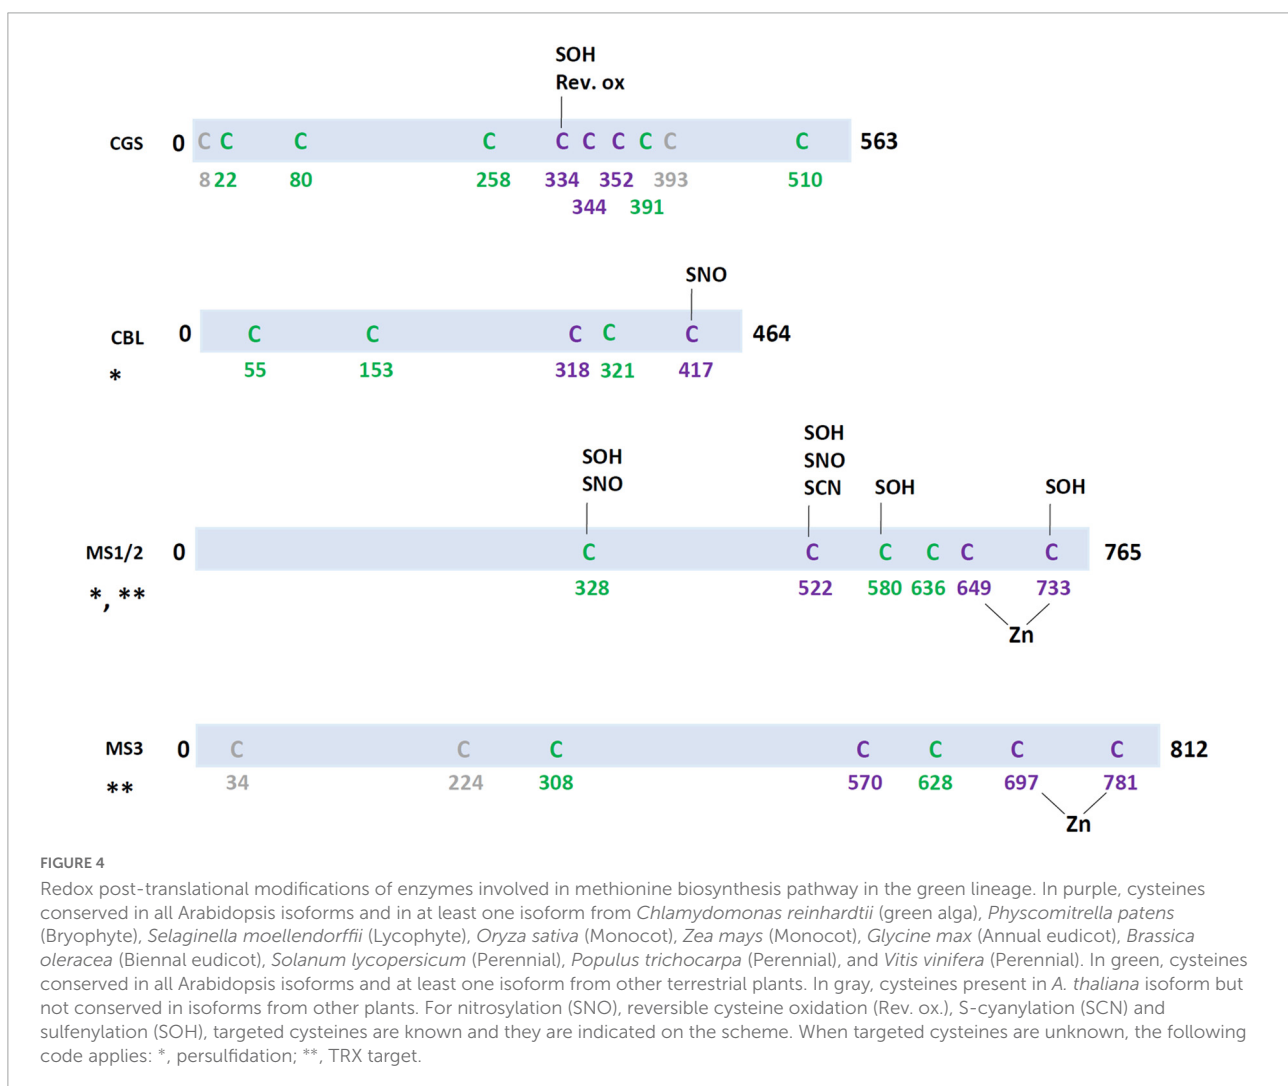 SOH
Rev. ox
CGS 0 C C C C C C C C C C 563
8 22 80 258 334 352 393 510
344 391
SNO
CBL 0 C C C C C 464
* 55 153 318 321 417
SOH
SOH SNO
SNO SCN SOH SOH
MS1/2 0 C C C C C C 765
*, ** 328 522 580 636 649 733
Zn
MS3 0 C C C C C C C 812
** 34 224 308 570 628 697 781
Zn
FIGURE 4
Redox post-translational modifications of enzymes involved in methionine biosynthesis pathway in the green lineage. In purple, cysteines
conserved in all Arabidopsis isoforms and in at least one isoform from Chlamydomonas reinhardtii (green alga), Physcomitrella patens
(Bryophyte), Selaginella moellendorffii (Lycophyte), Oryza sativa (Monocot), Zea mays (Monocot), Glycine max (Annual eudicot), Brassica
oleracea (Biennal eudicot), Solanum lycopersicum (Perennial), Populus trichocarpa (Perennial), and Vitis vinifera (Perennial). In green, cysteines
conserved in all Arabidopsis isoforms and at least one isoform from other terrestrial plants. In gray, cysteines present in A. thaliana isoform but
not conserved in isoforms from other plants. For nitrosylation (SNO), reversible cysteine oxidation (Rev. ox.), S-cyanylation (SCN) and
sulfenylation (SOH), targeted cysteines are known and they are indicated on the scheme. When targeted cysteines are unknown, the following
code applies: *, persulfidation; **, TRX target.